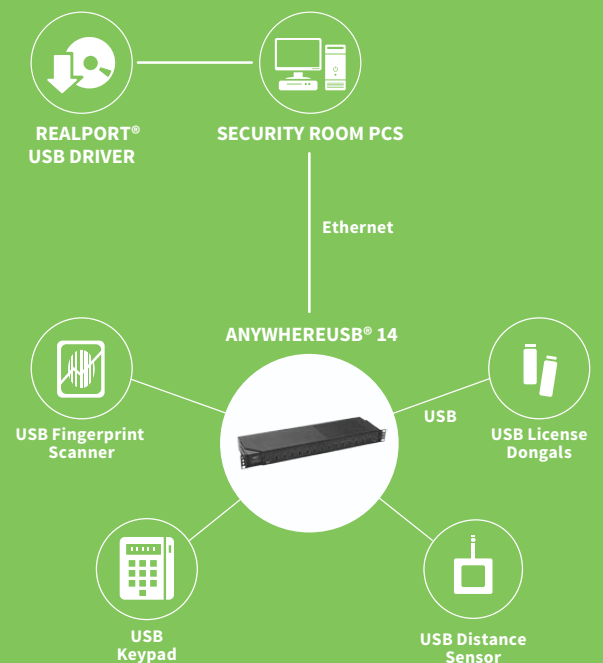 REALPORT®
USB DRIVER
SECURITY ROOM PCS
Ethernet
ANYWHEREUSB® 14
USB Fingerprint
Scanner
USB
USB License
Dongals
USB
Keypad
USB Distance
Sensor